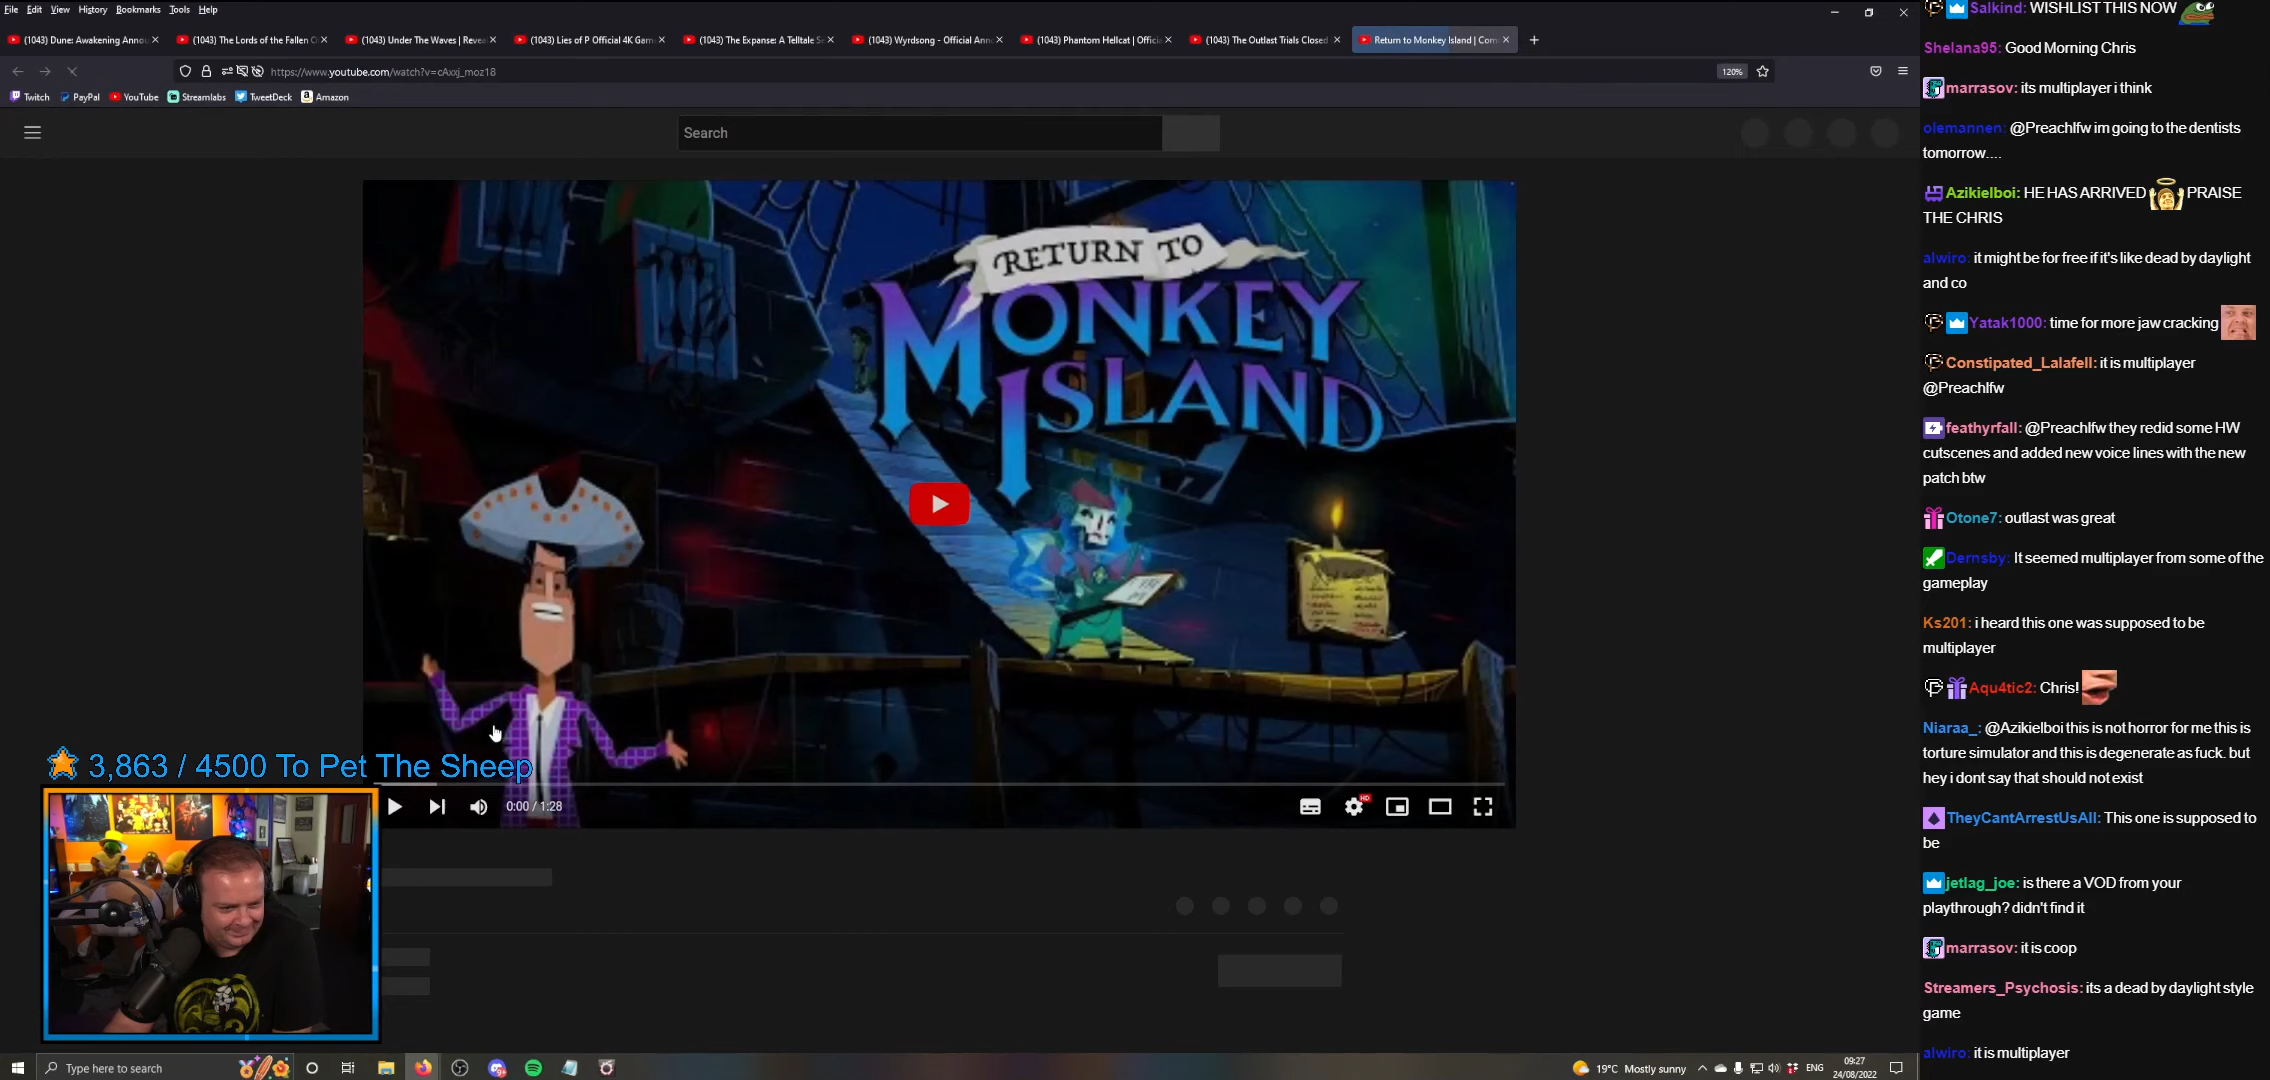 File Edit View History Bookmarks Tools Help
(1043) Dune: Awakening Annou
(1043) The Lords of the Fallen C
(1043) Under The Waves | Revea
(1043) Lies of P Official 4K Gam
(1043) The Expanse: A Telltale Se
(1043) Wyrdsong - Official Ann
(1043) Phantom Hellcat | Officia
(1043) The Outlast Trials Closed
Return to Monkey Island | Com
https://www.youtube.com/watch?v=cAxxj_moz18
120%
Twitch PayPal YouTube Streamlabs TweetDeck Amazon
Search
RETURN TO
MONKEY
ISLAND
3,863 / 4500 To Pet The Sheep
0:00 / 1:28
HD
Type here to search
19°C Mostly sunny
ENG
09:27
24/08/2022
Salkind: WISHLIST THIS NOW
Shelana95: Good Morning Chris
marrasov: its multiplayer i think
olemannen: @Preachlfw im going to the dentists
tomorrow....
Azikielboi: HE HAS ARRIVED PRAISE
THE CHRIS
alwiro: it might be for free if it's like dead by daylight
and co
Yatak1000: time for more jaw cracking
Constipated_Lalafell: it is multiplayer
@Preachlfw
feathyrfall: @Preachlfw they redid some HW
cutscenes and added new voice lines with the new
patch btw
Otone7: outlast was great
Dernsby: It seemed multiplayer from some of the
gameplay
Ks201: i heard this one was supposed to be
multiplayer
Aqu4tic2: Chris!
Niaraa_: @Azikielboi this is not horror for me this is
torture simulator and this is degenerate as fuck. but
hey i dont say that should not exist
TheyCantArrestUsAll: This one is supposed to
be
jetlag_joe: is there a VOD from your
playthrough? didn't find it
marrasov: it is coop
Streamers_Psychosis: its a dead by daylight style
game
alwiro: it is multiplayer